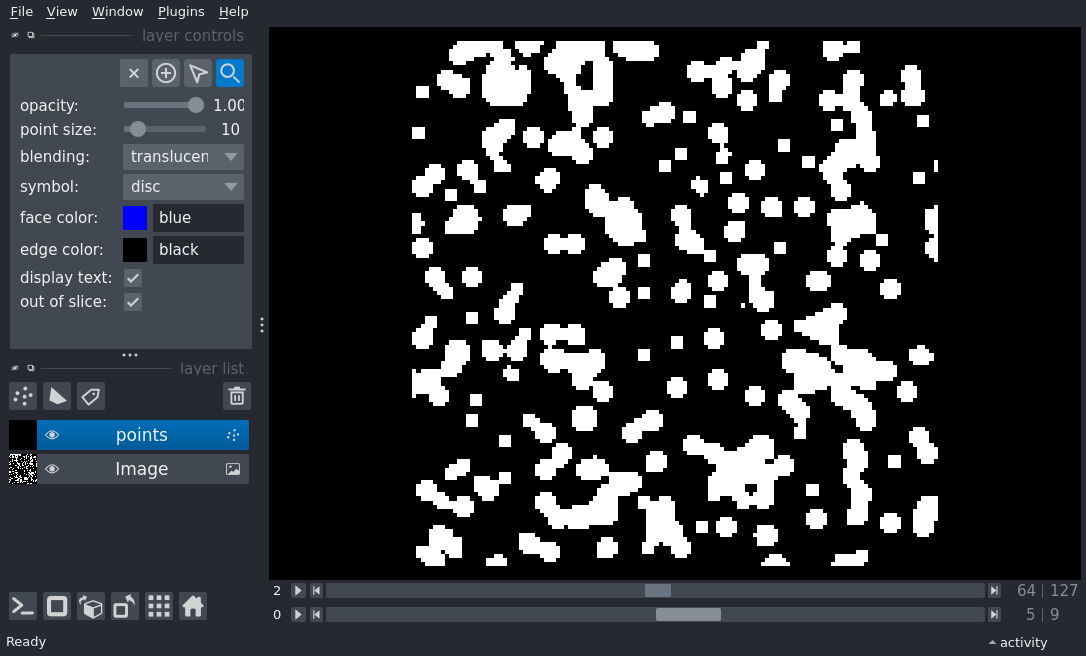 File View Window Plugins Help
layer controls
opacity: 1.00
point size: 10
blending: translucen
symbol: disc
face color: blue
edge color: black
display text:
out of slice:
layer list
points
Image
2 64 127
0 5 9
Ready activity